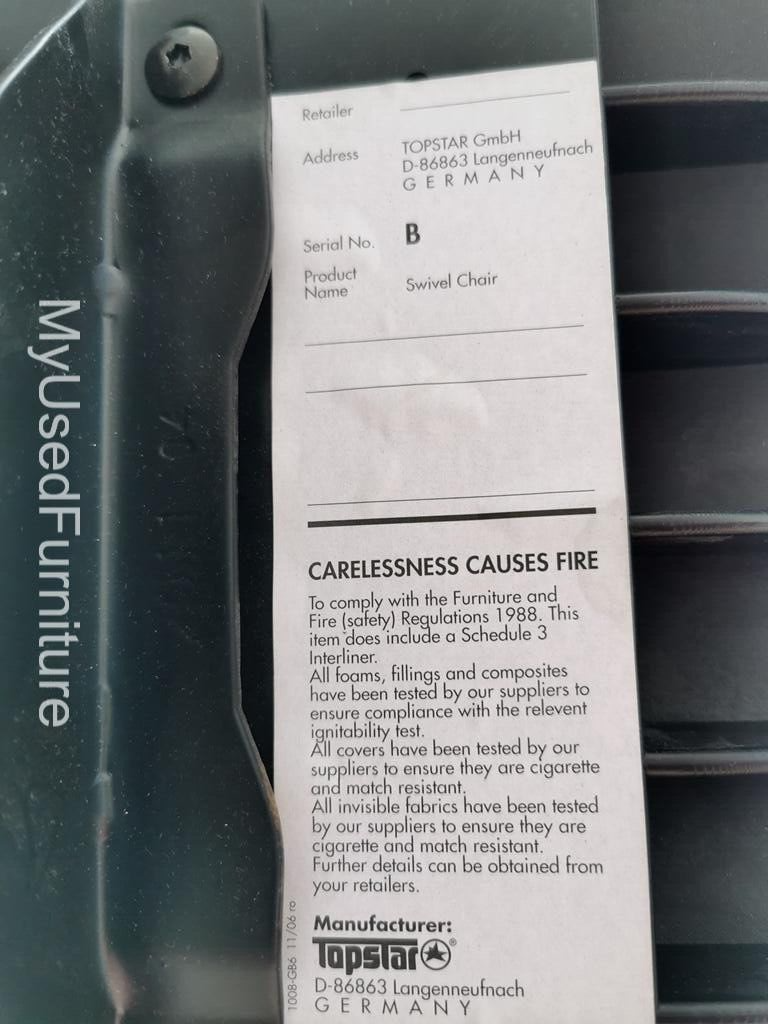 Retailer
Address
TOPSTAR GmbH
D-86863 Langenneufnach
GERMANY
Serial No. B
Product
Name
Swivel Chair
CARELESSNESS CAUSES FIRE
To comply with the Furniture and
Fire (safety) Regulations 1988. This
item does include a Schedule 3
Interliner.
All foams, fillings and composites
have been tested by our suppliers to
ensure compliance with the relevent
ignitability test.
All covers have been tested by our
suppliers to ensure they are cigarette
and match resistant.
All invisible fabrics have been tested
by our suppliers to ensure they are
cigarette and match resistant.
Further details can be obtained from
your retailers.
Manufacturer:
Topstar®
D-86863 Langenneufnach
GERMANY
1008-GB6 11/06 ro
MyUsedFurniture